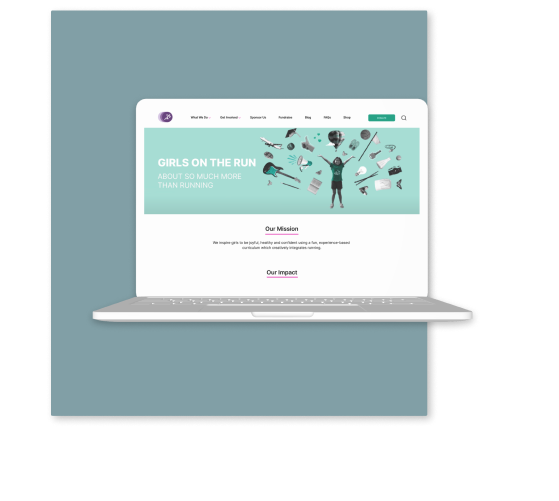 What We Do
Get Involved
Sponsor Us
Fundraise
Blog
FAQs
Shop
GIRLS ON THE RUN
ABOUT SO MUCH MORE
THAN RUNNING
Our Mission
We inspire girls to be joyful, healthy and confident using a fun, experience-based
curriculum which creatively integrates running.
Our Impact